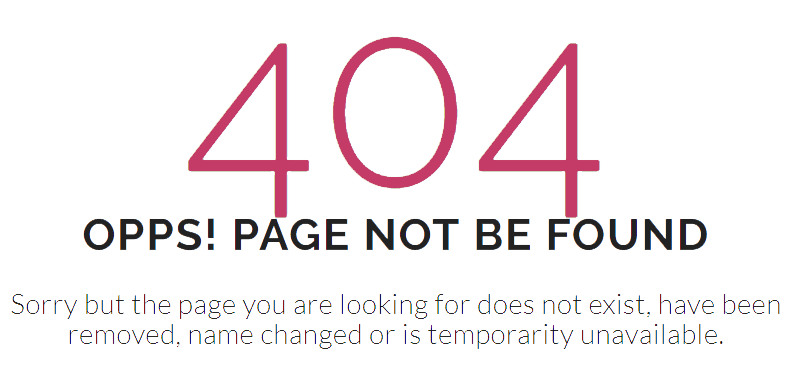 404
OPPS! PAGE NOT BE FOUND
Sorry but the page you are looking for does not exist, have been
removed, name changed or is temporarity unavailable.